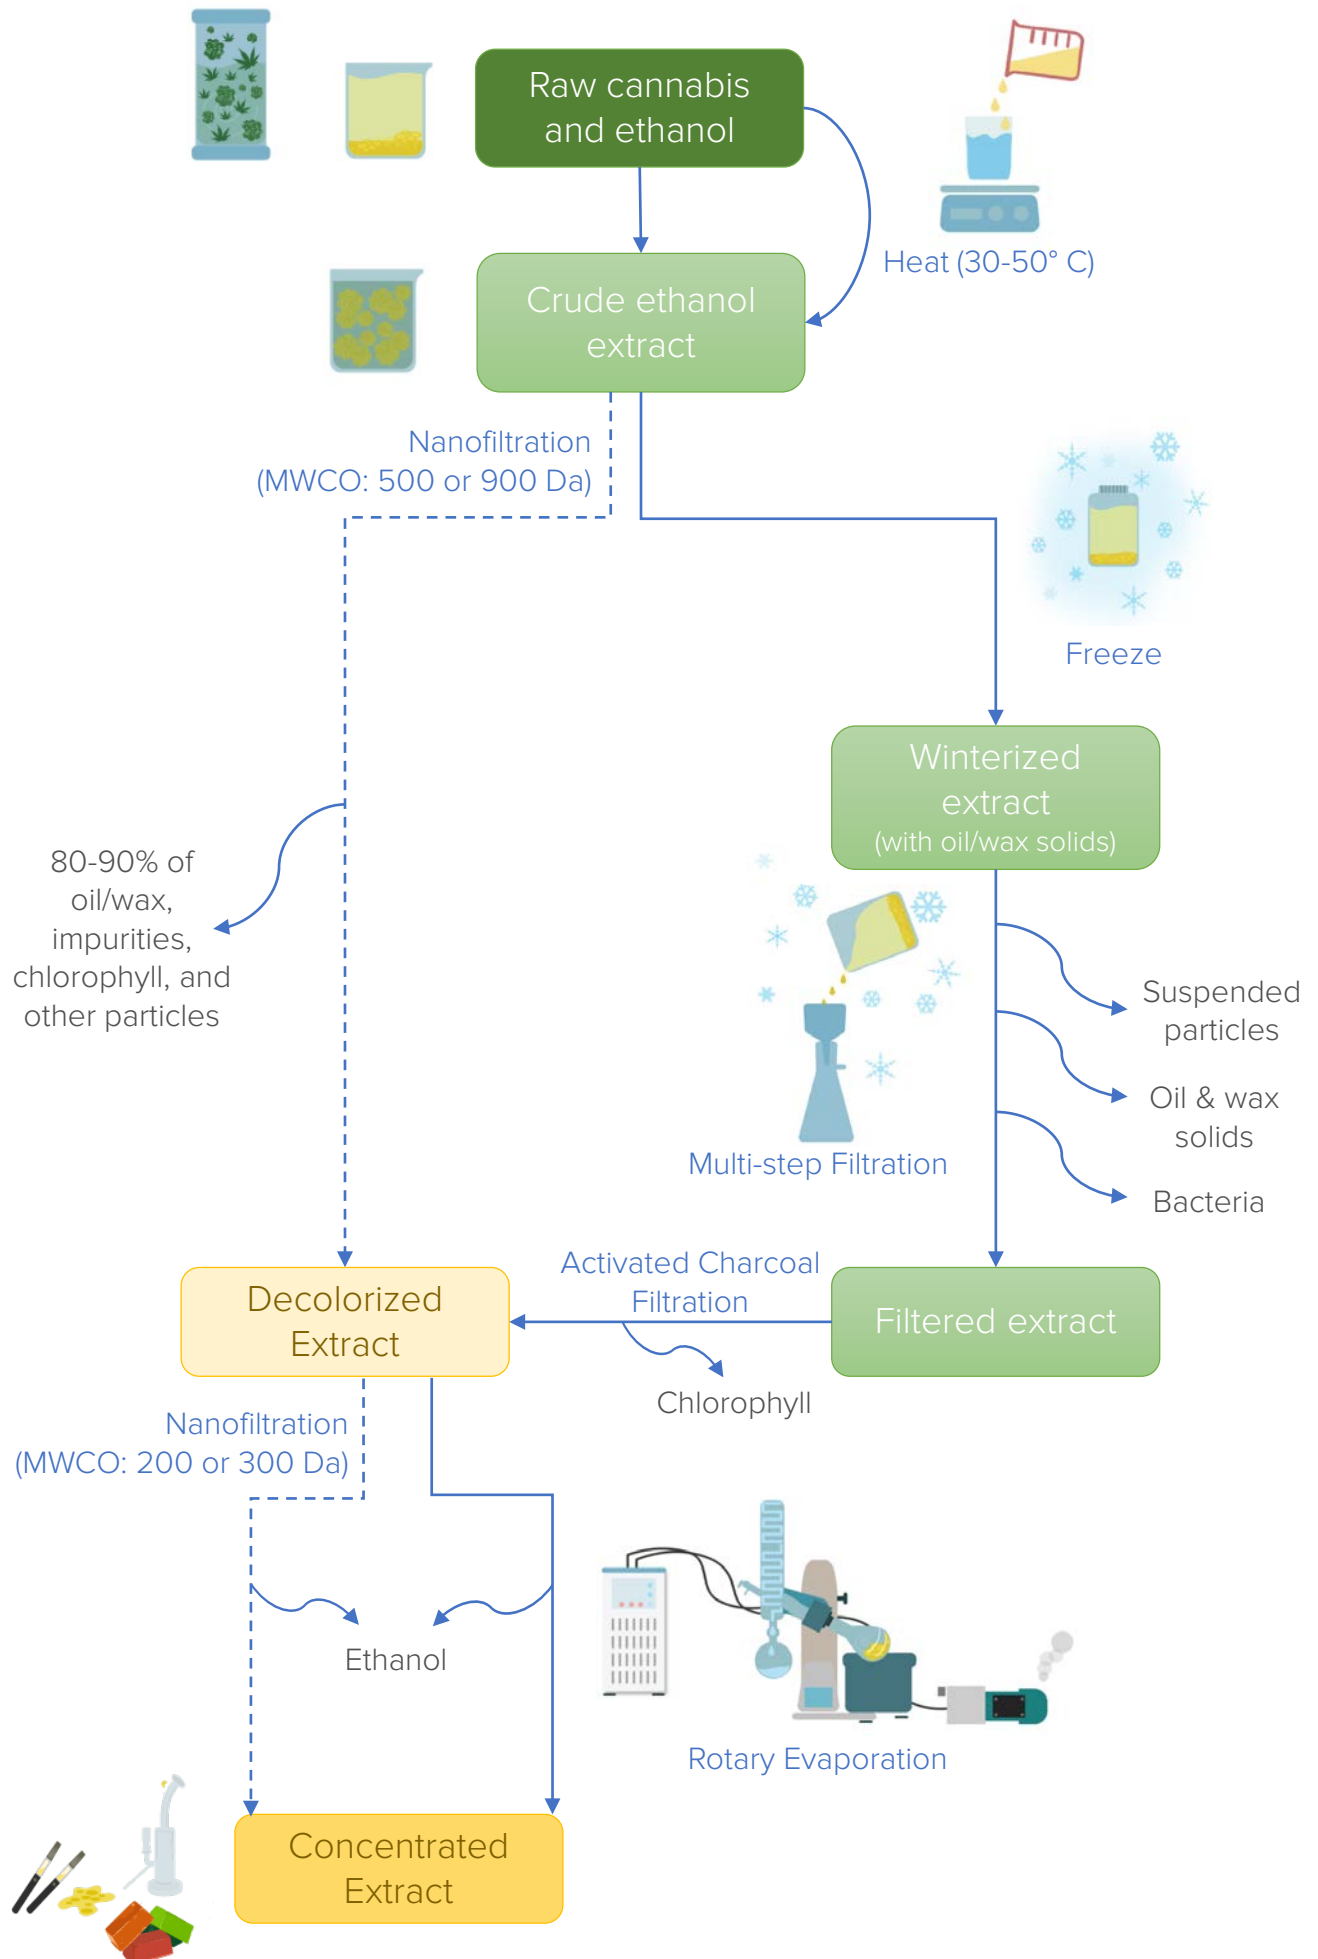 Raw cannabis
and ethanol
Heat (30-50° C)
Crude ethanol
extract
Nanofiltration
(MWCO: 500 or 900 Da)
Freeze
Winterized
extract
(with oil/wax solids)
80-90% of
oil/wax,
impurities,
chlorophyll, and
other particles
Suspended
particles
Oil & wax
solids
Multi-step Filtration
Bacteria
Activated Charcoal
Filtration
Decolorized
Extract
Filtered extract
Chlorophyll
Nanofiltration
(MWCO: 200 or 300 Da)
Ethanol
Rotary Evaporation
Concentrated
Extract